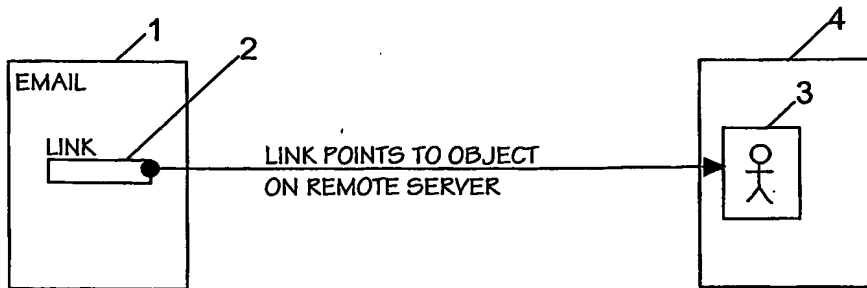 1
2
4
EMAIL
3
LINK
LINK POINTS TO OBJECT
ON REMOTE SERVER